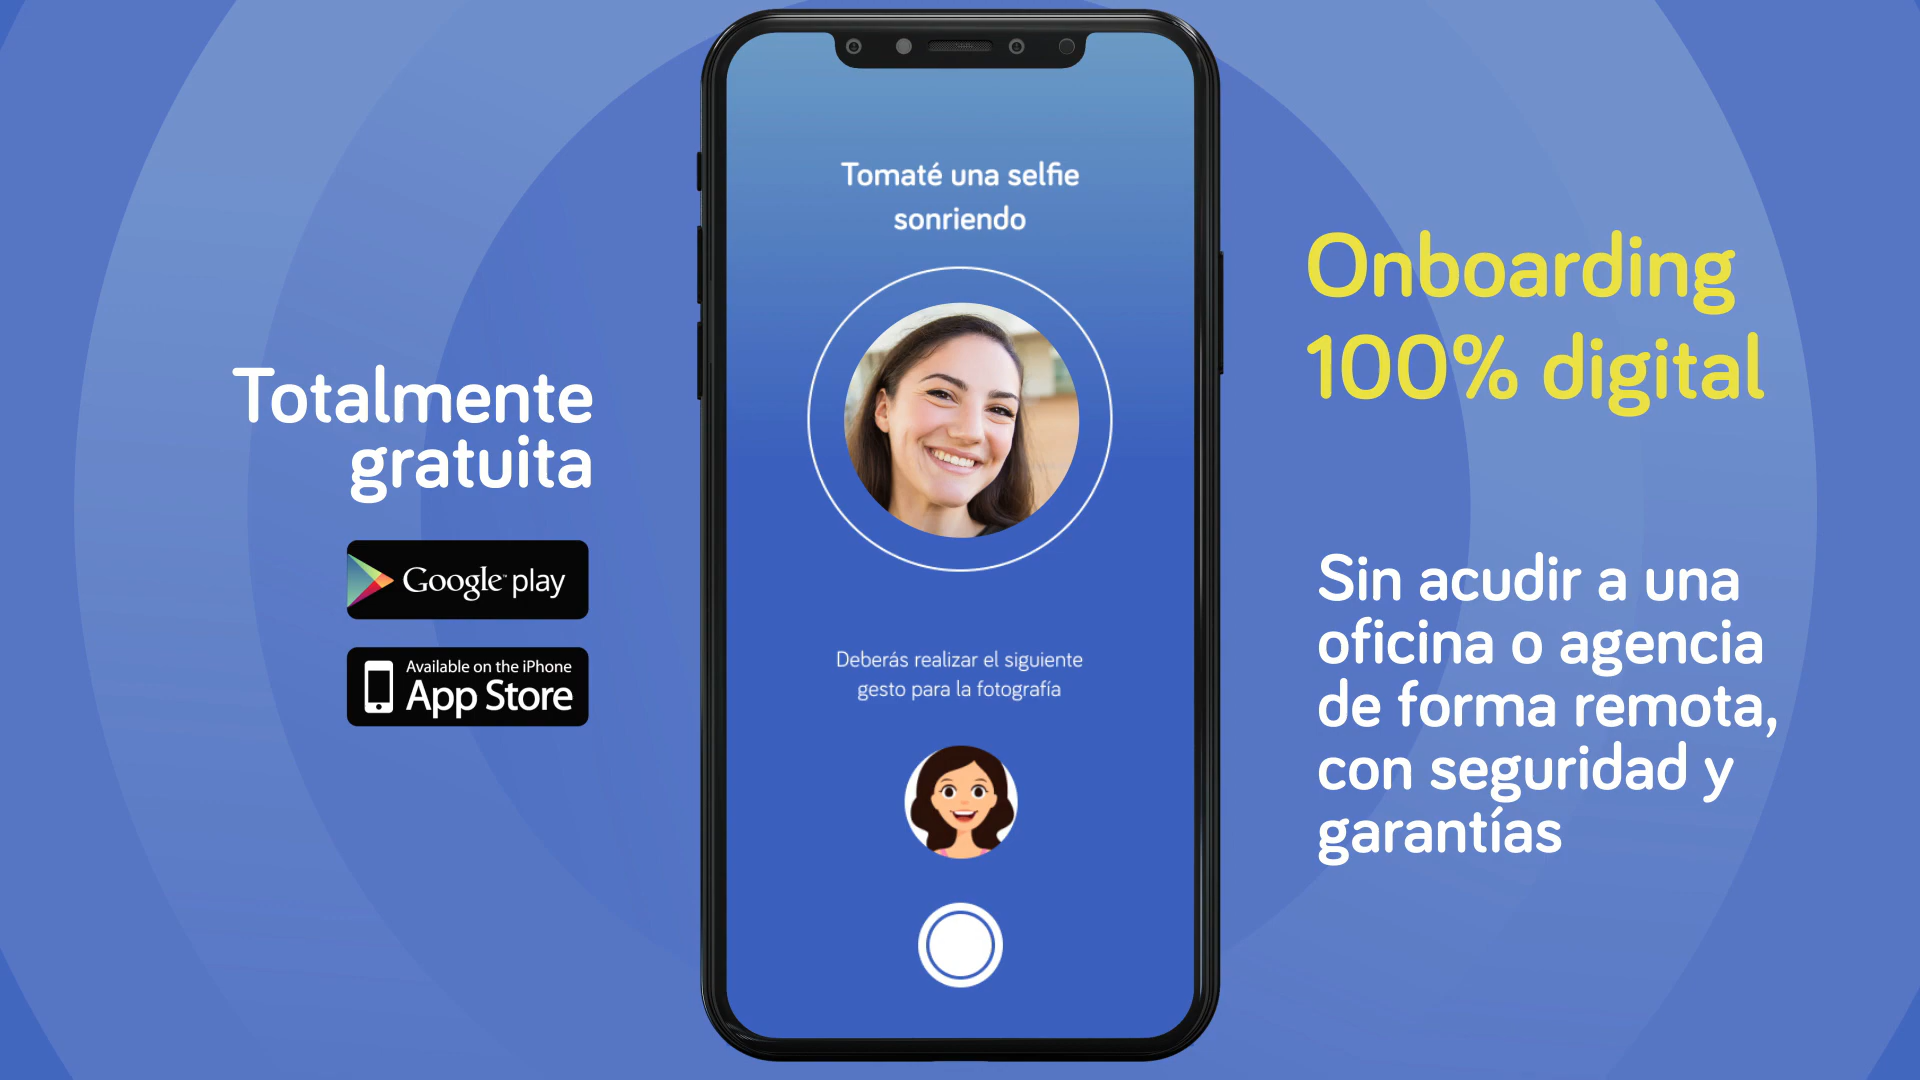 Totalmente
gratuita
Google play
Available on the iPhone
App Store
Tomaté una selfie
sonriendo
Deberás realizar el siguiente
gesto para la fotografía
Onboarding
100% digital
Sin acudir a una
oficina o agencia
de forma remota,
con seguridad y
garantías